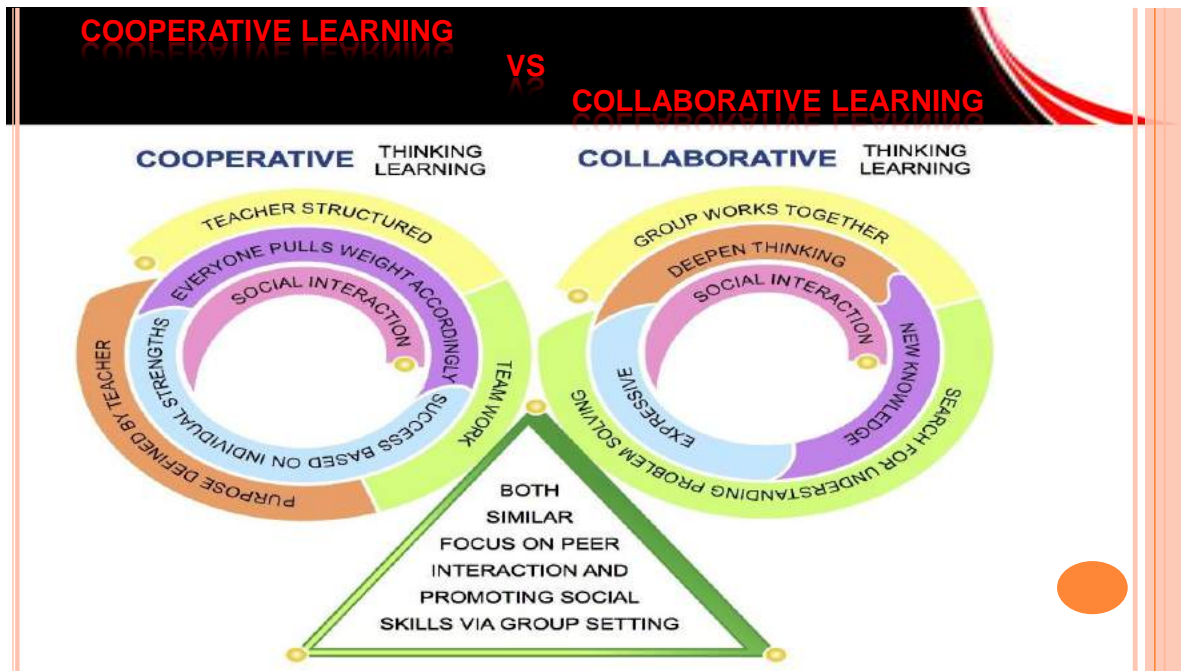 COOPERATIVE LEARNING
VS
COLLABORATIVE LEARNING
COOPERATIVE THINKING
LEARNING
TEACHER STRUCTURED
EVERYONE PULLS WEIGHT ACCORDINGLY
SOCIAL INTERACTION
SUCCESS BASED ON INDIVIDUAL STRENGTHS
TEAM WORK
PURPOSE DEFINED BY TEACHER
COLLABORATIVE THINKING
LEARNING
GROUP WORKS TOGETHER
DEEPEN THINKING
SOCIAL INTERACTION
NEW KNOWLEDGE
EXPRESSIVE
SEARCH FOR UNDERSTANDING PROBLEM SOLVING
BOTH
SIMILAR
FOCUS ON PEER
INTERACTION AND
PROMOTING SOCIAL
SKILLS VIA GROUP SETTING